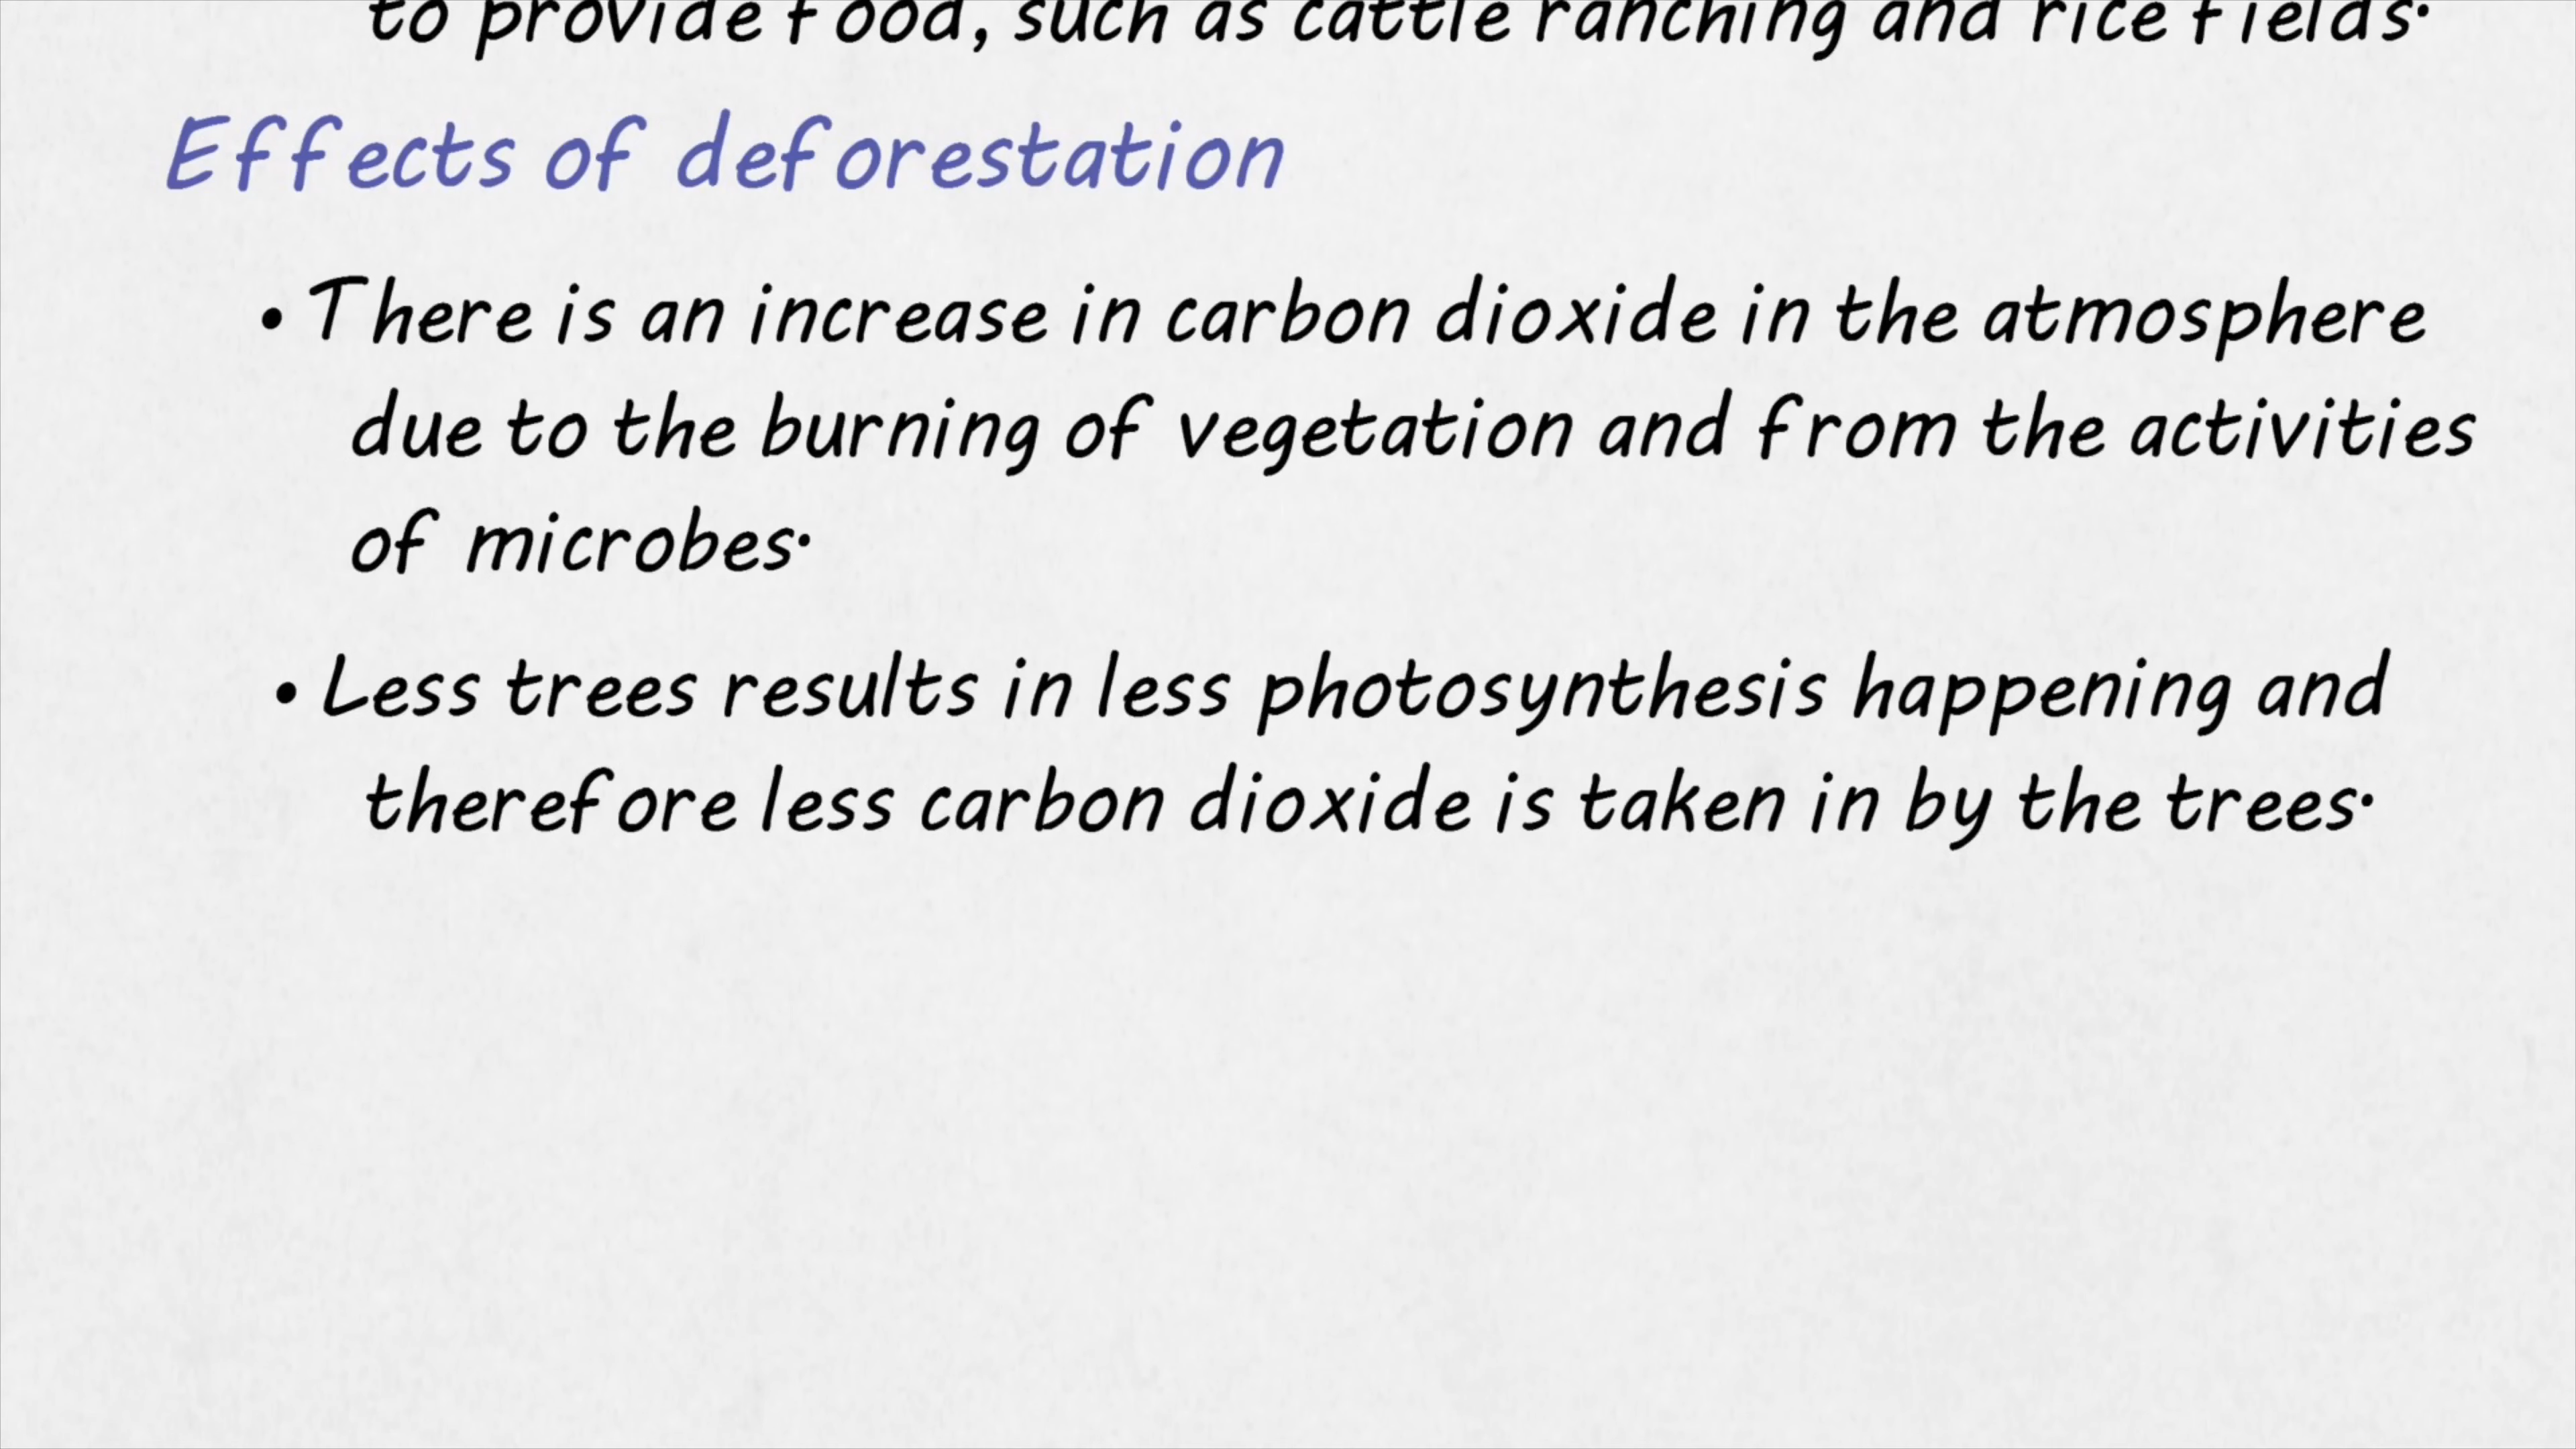 to provide food, such as cattle ranching and rice fields.
Effects of deforestation
• There is an increase in carbon dioxide in the atmosphere
due to the burning of vegetation and from the activities
of microbes.
• Less trees results in less photosynthesis happening and
therefore less carbon dioxide is taken in by the trees.